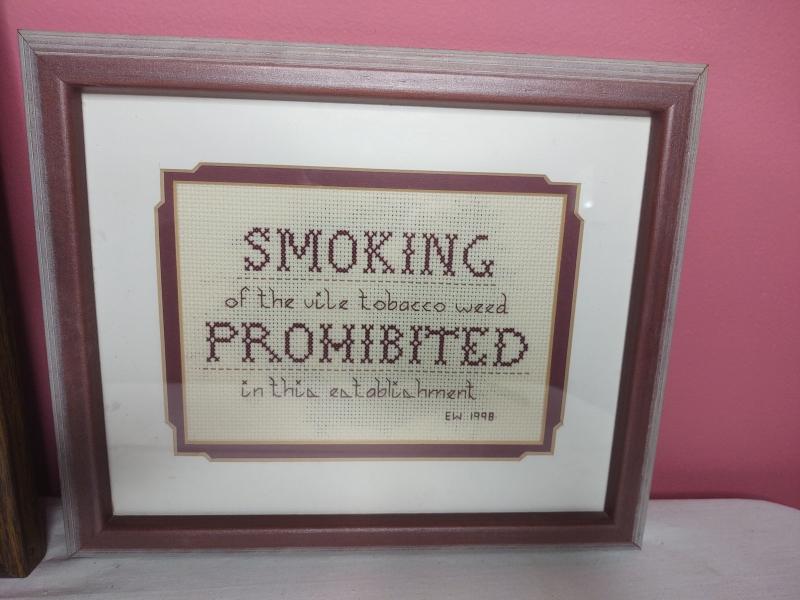 SMOKING
of the vile tobacco weed
PROHIBITED
in this establishment
EW 1998